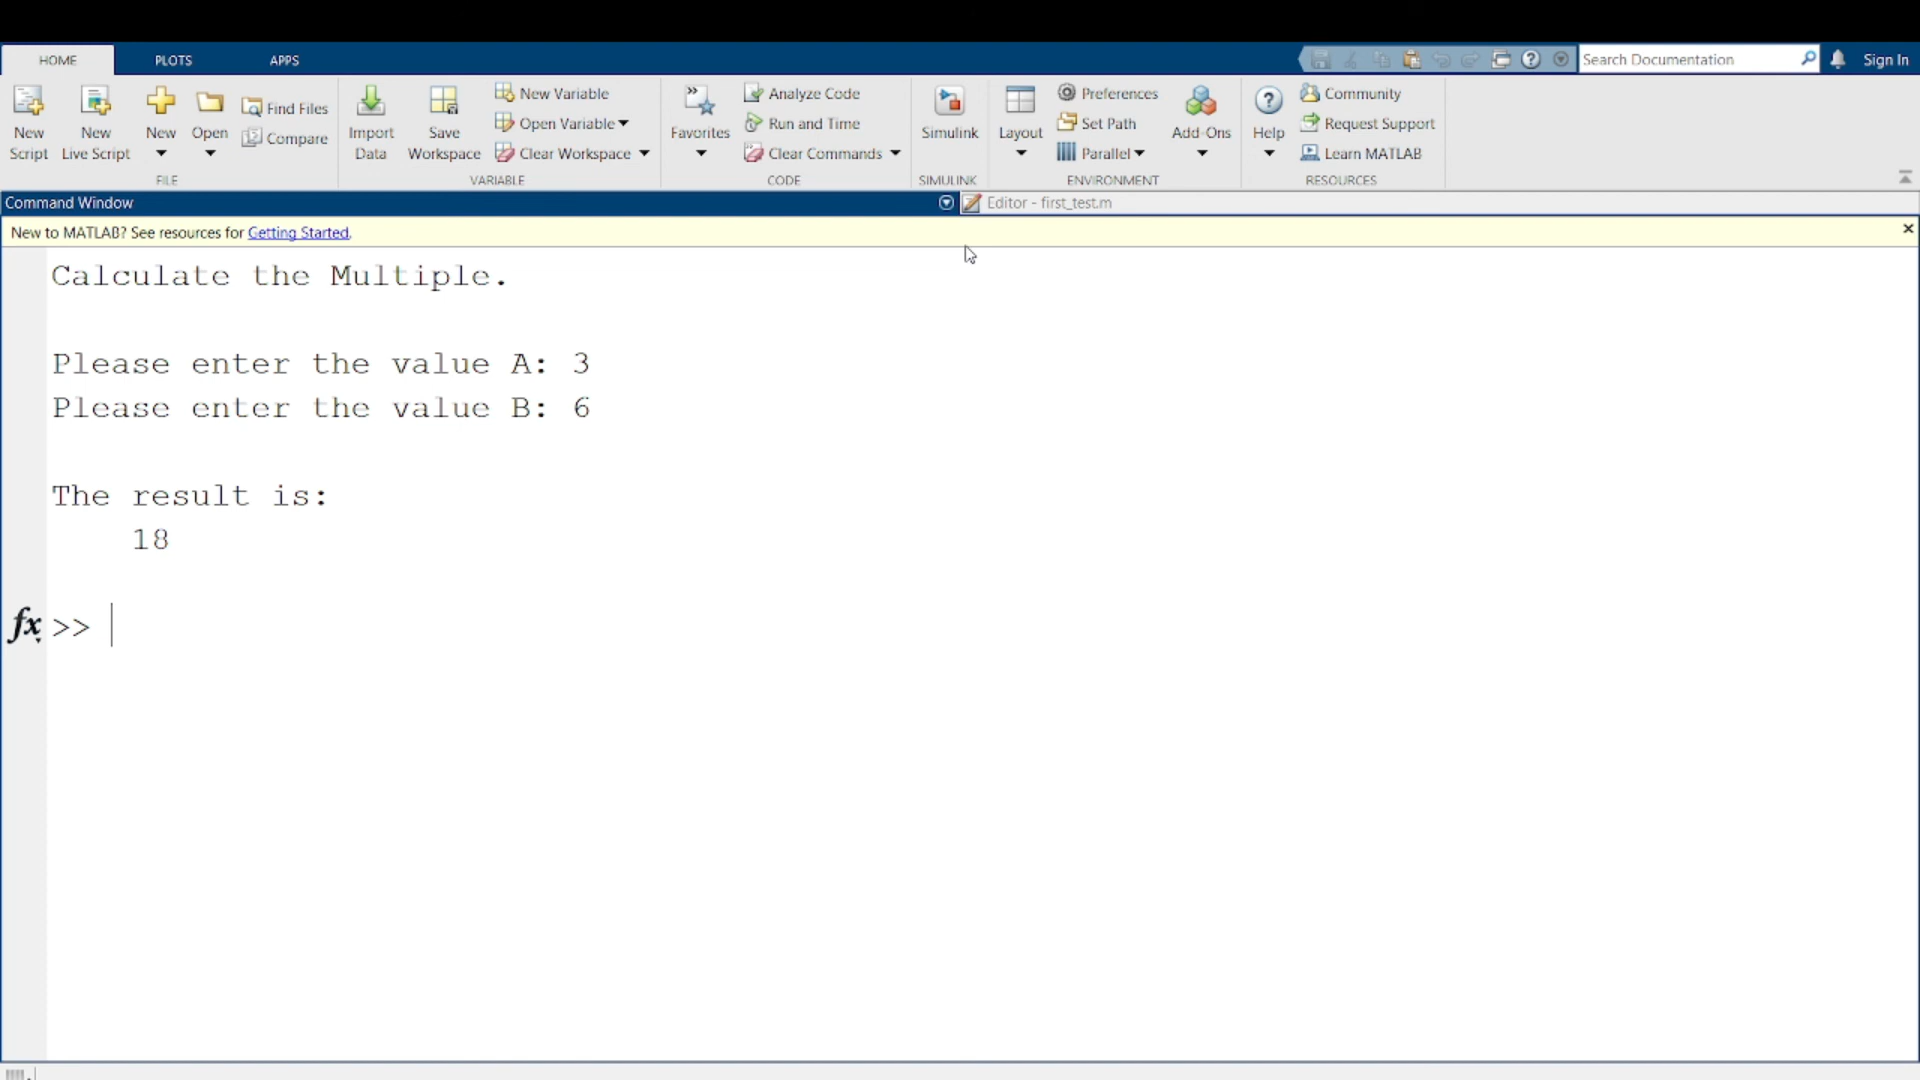 HOME PLOTS APPS Search Documentation Sign In
New Script
New Live Script
New
Open
Find Files
Compare
FILE
Import Data
Save Workspace
New Variable
Open Variable
Clear Workspace
VARIABLE
Favorites
Analyze Code
Run and Time
Clear Commands
CODE
Simulink
SIMULINK
Layout
Preferences
Set Path
Parallel
Add-Ons
ENVIRONMENT
Help
Community
Request Support
Learn MATLAB
RESOURCES
Command Window
Editor - first_test.m
New to MATLAB? See resources for Getting Started.
Calculate the Multiple.
Please enter the value A: 3
Please enter the value B: 6
The result is:
18
fx >>